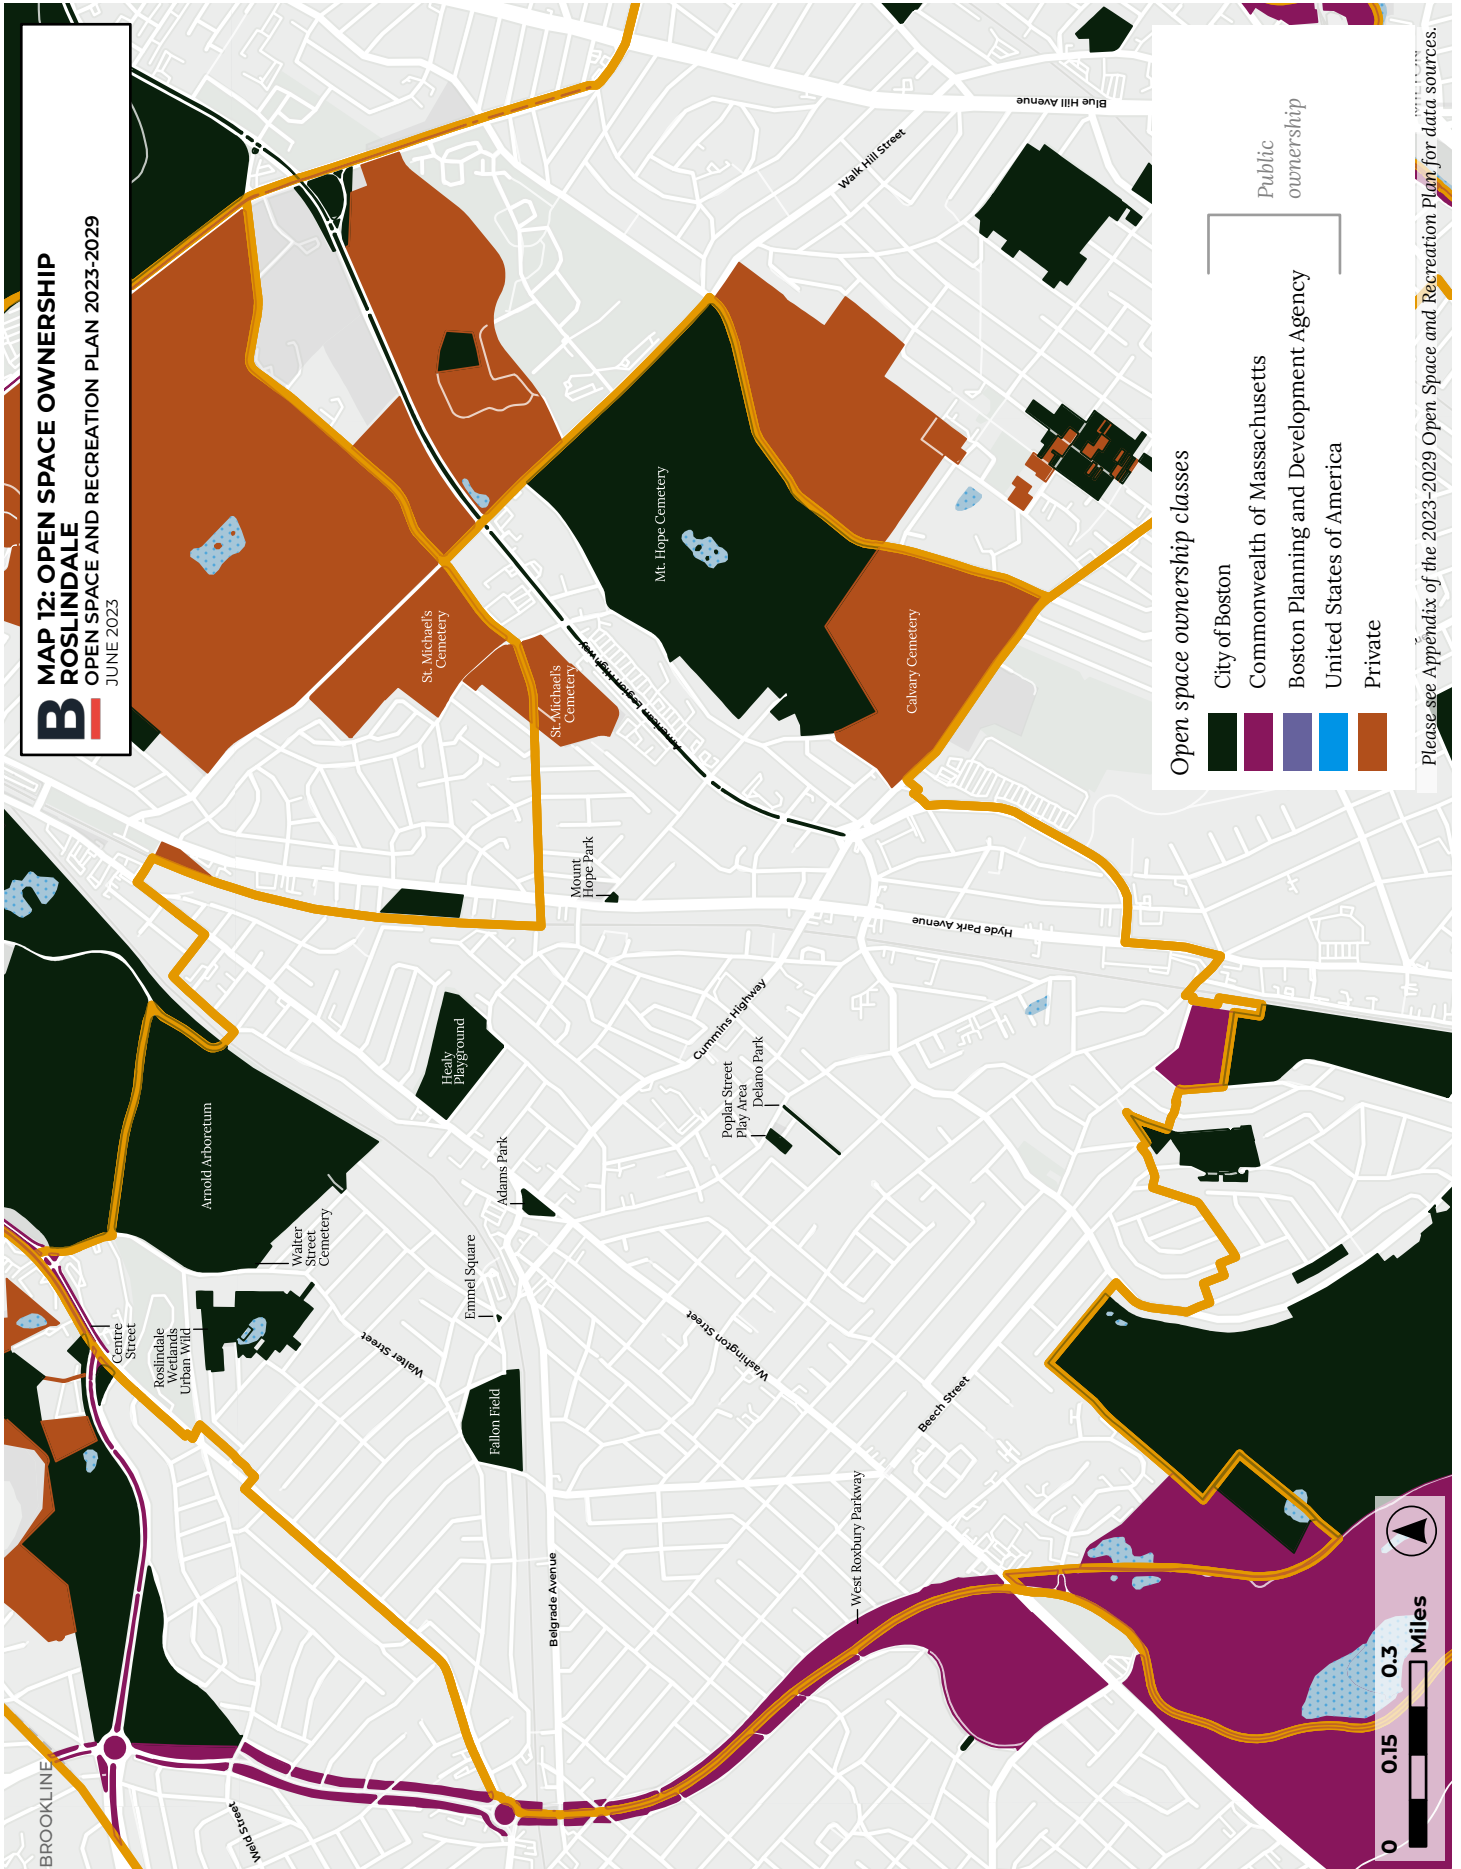 B
MAP 12: OPEN SPACE OWNERSHIP
ROSLINDALE
OPEN SPACE AND RECREATION PLAN 2023-2029
JUNE 2023
BROOKLINE
Weld Street
Centre
Street
Roslindale
Wetlands
Urban Wild
Walter
Street
Cemetery
Arnold Arboretum
Walter Street
Healy
Playground
Emmel Square
Adams Park
Fallon Field
Belgrade Avenue
St. Michael's
Cemetery
St. Michael's
Cemetery
American Legion Highway
Mount
Hope Park
Mt. Hope Cemetery
Cummins Highway
Poplar Street
Play Area
Delano Park
Washington Street
West Roxbury Parkway
Beech Street
Hyde Park Avenue
Calvary Cemetery
Walk Hill Street
Blue Hill Avenue
Open space ownership classes
City of Boston
Commonwealth of Massachusetts
Boston Planning and Development Agency
United States of America
Private
Public
ownership
0 0.15 0.3
Miles
Please see Appendix of the 2023-2029 Open Space and Recreation Plan for data sources.